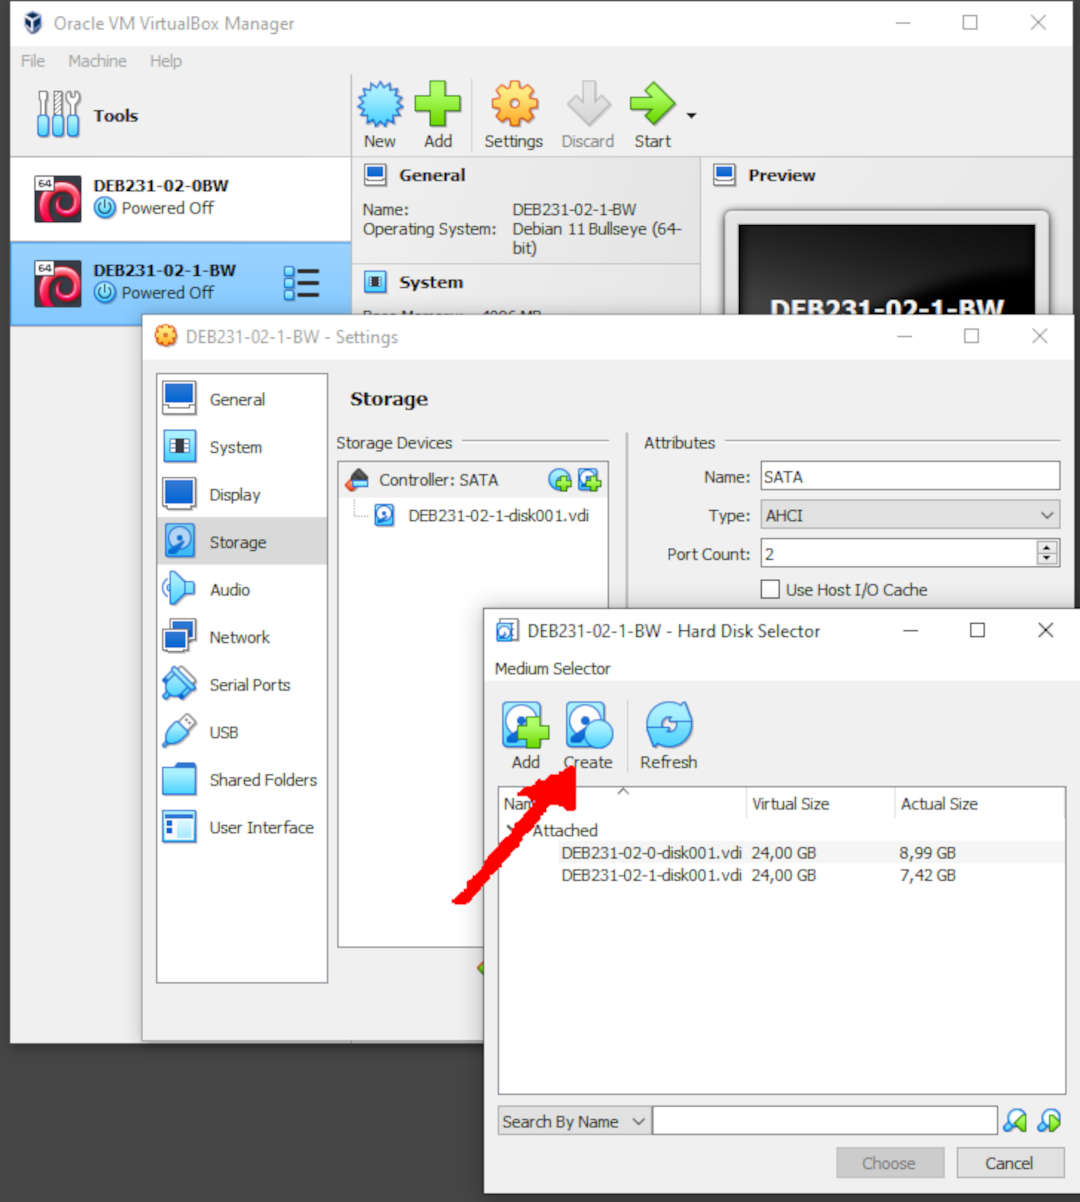 Oracle VM VirtualBox Manager
File Machine Help
Tools
New Add Settings Discard Start
64 DEB231-02-0BW
Powered Off
64 DEB231-02-1-BW
Powered Off
General
Name: DEB231-02-1-BW
Operating System: Debian 11 Bullseye (64-
bit)
System
Preview
DEB231-02-1-BW
DEB231-02-1-BW - Settings
General
System
Display
Storage
Audio
Network
Serial Ports
USB
Shared Folders
User Interface
Storage
Storage Devices
Controller: SATA
DEB231-02-1-disk001.vdi
Attributes
Name: SATA
Type: AHCI
Port Count: 2
Use Host I/O Cache
DEB231-02-1-BW - Hard Disk Selector
Medium Selector
Add Create Refresh
Virtual Size Actual Size
Attached
DEB231-02-0-disk001.vdi 24,00 GB 8,99 GB
DEB231-02-1-disk001.vdi 24,00 GB 7,42 GB
Search By Name
Choose Cancel